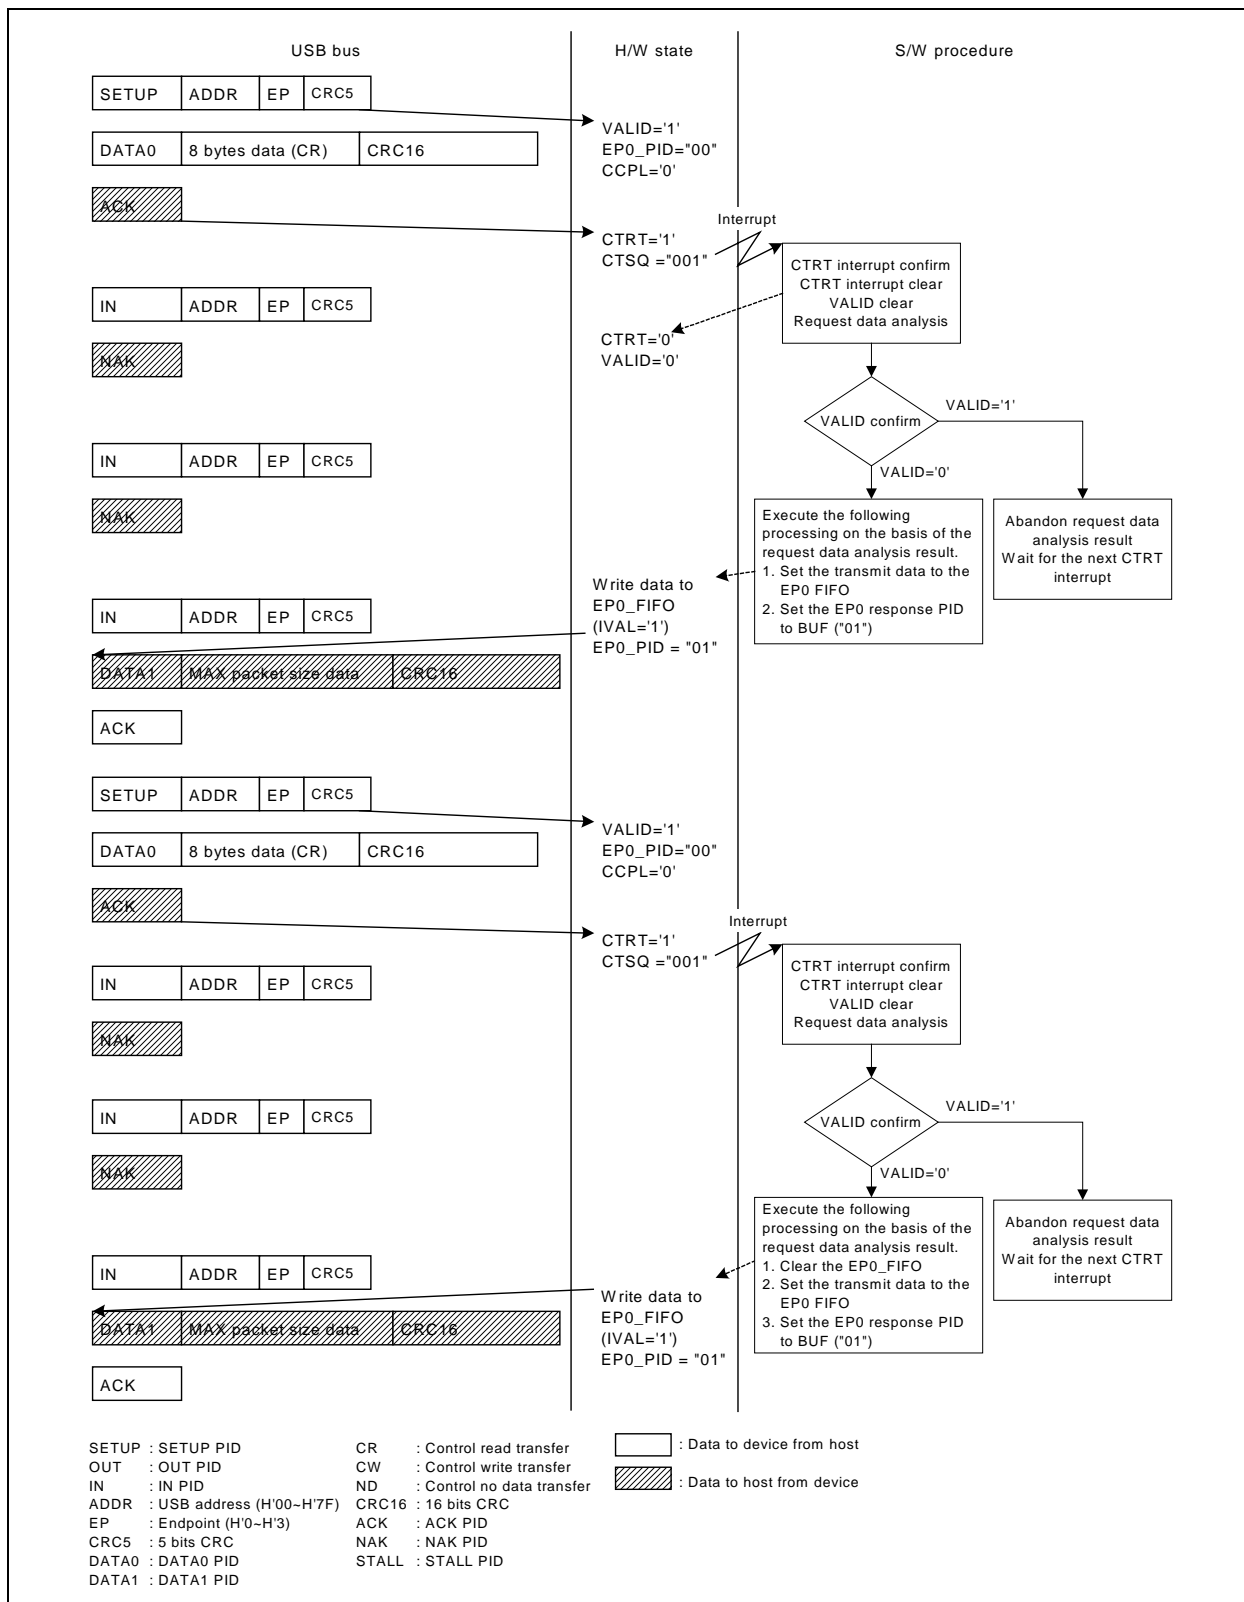 USB bus H/W state S/W procedure
SETUP ADDR EP CRC5
VALID='1'
DATA0 8 bytes data (CR) CRC16
EP0_PID="00"
CCPL='0'
ACK
Interrupt
CTRT='1'
CTSQ ="001"
CTRT interrupt confirm
CTRT interrupt clear
VALID clear
Request data analysis
IN ADDR EP CRC5
CTRT='0'
VALID='0'
NAK
VALID confirm
VALID='1'
VALID='0'
IN ADDR EP CRC5
NAK
Execute the following
processing on the basis of the
request data analysis result.
1. Set the transmit data to the
EP0 FIFO
2. Set the EP0 response PID
to BUF ("01")
Abandon request data
analysis result
Wait for the next CTRT
interrupt
Write data to
EP0_FIFO
(IVAL='1')
EP0_PID = "01"
IN ADDR EP CRC5
DATA1 MAX packet size data CRC16
ACK
SETUP ADDR EP CRC5
VALID='1'
EP0_PID="00"
CCPL='0'
DATA0 8 bytes data (CR) CRC16
ACK
Interrupt
CTRT='1'
CTSQ ="001"
CTRT interrupt confirm
CTRT interrupt clear
VALID clear
Request data analysis
IN ADDR EP CRC5
NAK
VALID confirm
VALID='1'
VALID='0'
IN ADDR EP CRC5
NAK
Execute the following
processing on the basis of the
request data analysis result.
1. Clear the EP0_FIFO
2. Set the transmit data to the
EP0 FIFO
3. Set the EP0 response PID
to BUF ("01")
Abandon request data
analysis result
Wait for the next CTRT
interrupt
IN ADDR EP CRC5
Write data to
EP0_FIFO
(IVAL='1')
EP0_PID = "01"
DATA1 MAX packet size data CRC16
ACK
SETUP : SETUP PID
OUT : OUT PID
IN : IN PID
ADDR : USB address (H'00~H'7F)
EP : Endpoint (H'0~H'3)
CRC5 : 5 bits CRC
DATA0 : DATA0 PID
DATA1 : DATA1 PID
CR : Control read transfer
CW : Control write transfer
ND : Control no data transfer
CRC16 : 16 bits CRC
ACK : ACK PID
NAK : NAK PID
STALL : STALL PID
: Data to device from host
: Data to host from device